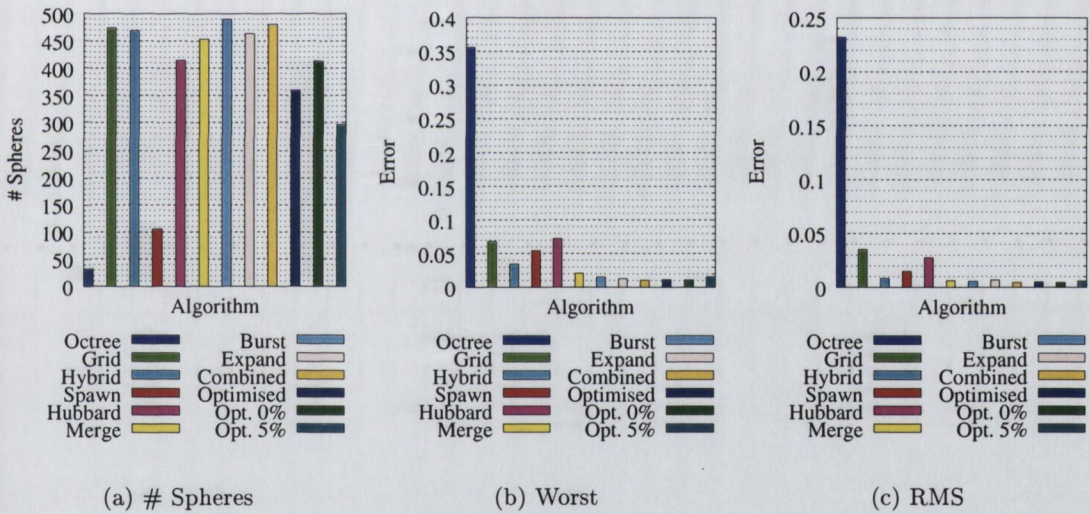 500
450
400
350
300
250
200
150
100
50
0
# Spheres
Algorithm
Octree Burst
Grid Expand
Hybrid Combined
Spawn Optimised
Hubbard Opt. 0%
Merge Opt. 5%
(a) # Spheres
0.4
0.35
0.3
0.25
0.2
0.15
0.1
0.05
0
Error
Algorithm
Octree Burst
Grid Expand
Hybrid Combined
Spawn Optimised
Hubbard Opt. 0%
Merge Opt. 5%
(b) Worst
0.25
0.2
0.15
0.1
0.05
0
Error
Algorithm
Octree Burst
Grid Expand
Hybrid Combined
Spawn Optimised
Hubbard Opt. 0%
Merge Opt. 5%
(c) RMS